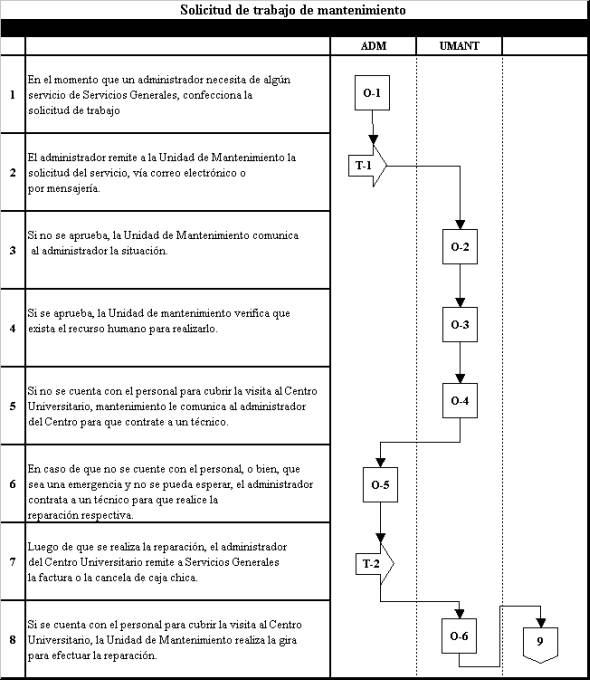 Solicitud de trabajo de mantenimiento
ADM UMANT
1
En el momento que un administrador necesita de algún
servicio de Servicios Generales, confecciona la
solicitud de trabajo
O-1
2
El administrador remite a la Unidad de Mantenimiento la
solicitud del servicio, vía correo electrónico o
por mensajería.
T-1
3
Si no se aprueba, la Unidad de Mantenimiento comunica
al administrador la situación.
O-2
4
Si se aprueba, la Unidad de mantenimiento verifica que
exista el recurso humano para realizarlo.
O-3
5
Si no se cuenta con el personal para cubrir la visita al Centro
Universitario, mantenimiento le comunica al administrador
del Centro para que contrate a un técnico.
O-4
6
En caso de que no se cuente con el personal, o bien, que
sea una emergencia y no se pueda esperar, el administrador
contrata a un técnico para que realice la
reparación respectiva.
O-5
7
Luego de que se realiza la reparación, el administrador
del Centro Universitario remite a Servicios Generales
la factura o la cancela de caja chica.
T-2
8
Si se cuenta con el personal para cubrir la visita al Centro
Universitario, la Unidad de Mantenimiento realiza la gira
para efectuar la reparación.
O-6
9